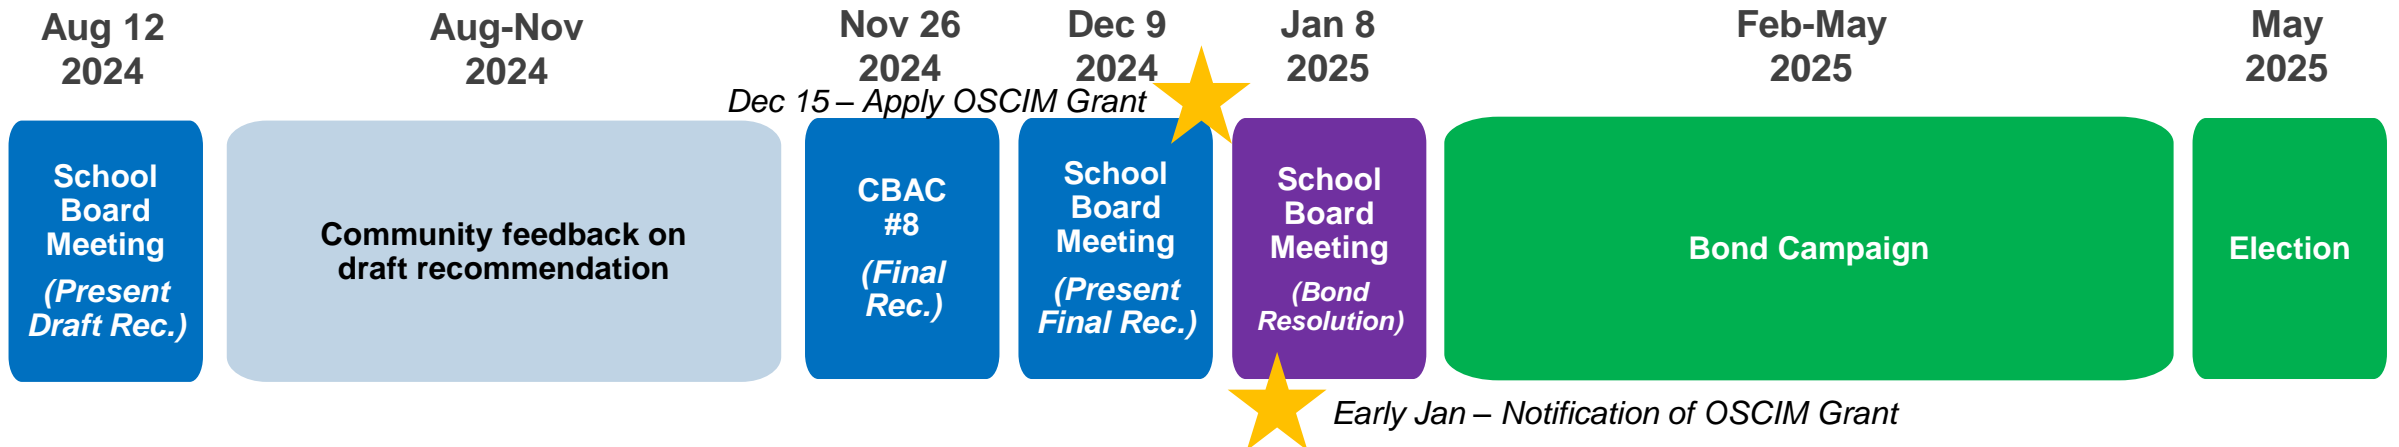 Aug 12
2024
Aug-Nov
2024
Nov 26
2024
Dec 9
2024
Jan 8
2025
Feb-May
2025
May
2025
Dec 15 – Apply OSCIM Grant
School
Board
Meeting
(Present
Draft Rec.)
Community feedback on
draft recommendation
CBAC
#8
(Final
Rec.)
School
Board
Meeting
(Present
Final Rec.)
School
Board
Meeting
(Bond
Resolution)
Bond Campaign
Election
Early Jan – Notification of OSCIM Grant